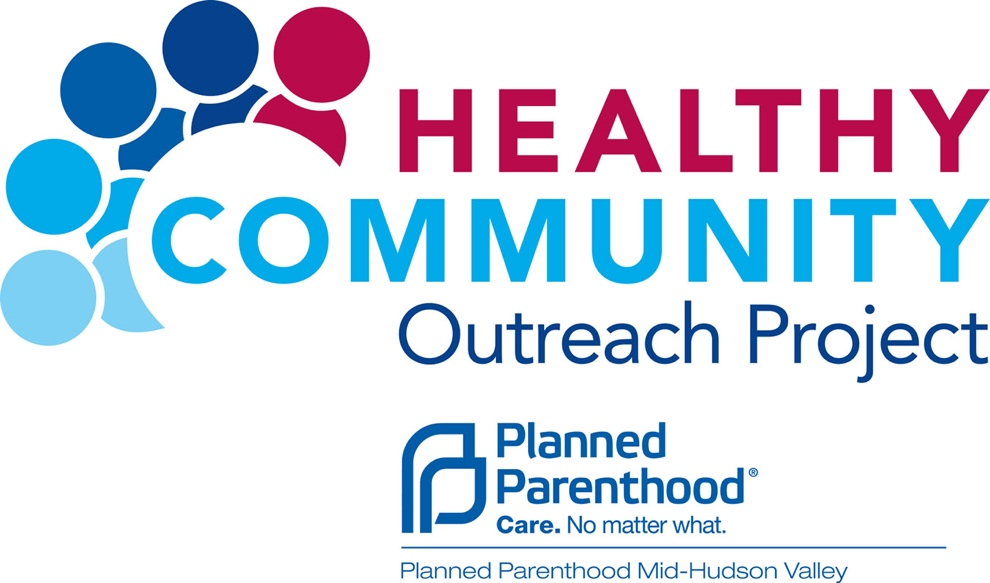 HEALTHY
COMMUNITY
Outreach Project
Planned
Parenthood®
Care. No matter what.
Planned Parenthood Mid-Hudson Valley